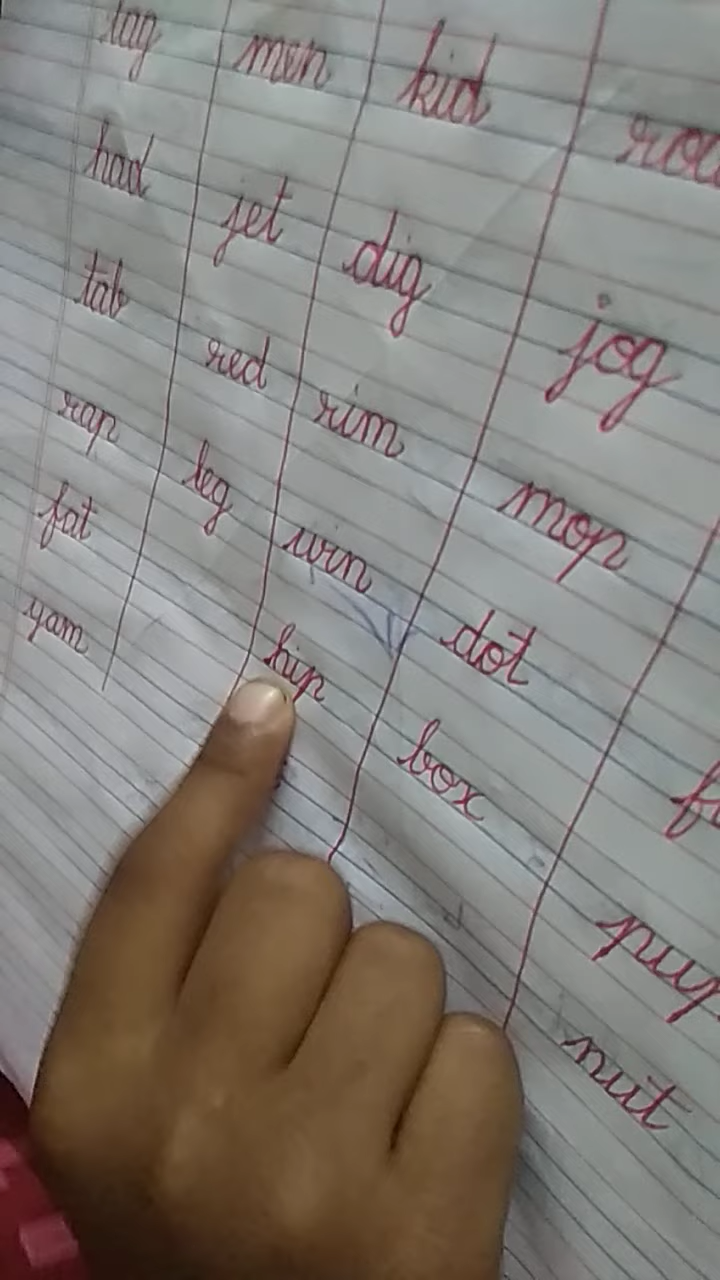 tag men kid
had jet dig jog
tab red rim mop
rap leg win dot
fat hip box
yam nut